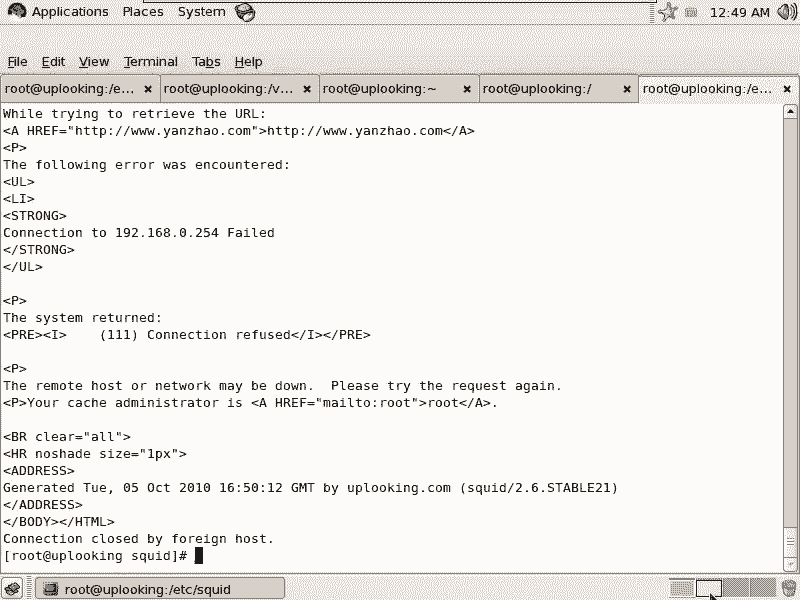 Applications Places System 12:49 AM
File Edit View Terminal Tabs Help
root@uplooking:/e... root@uplooking:/v... root@uplooking:~ root@uplooking:/ root@uplooking:/e...
While trying to retrieve the URL:
<A HREF="http://www.yanzhao.com">http://www.yanzhao.com</A>
<P>
The following error was encountered:
<UL>
<LI>
<STRONG>
Connection to 192.168.0.254 Failed
</STRONG>
</UL>
<P>
The system returned:
<PRE><I>    (111) Connection refused</I></PRE>
<P>
The remote host or network may be down.  Please try the request again.
<P>Your cache administrator is <A HREF="mailto:root">root</A>.
<BR clear="all">
<HR noshade size="1px">
<ADDRESS>
Generated Tue, 05 Oct 2010 16:50:12 GMT by uplooking.com (squid/2.6.STABLE21)
</ADDRESS>
</BODY></HTML>
Connection closed by foreign host.
[root@uplooking squid]#
root@uplooking:/etc/squid